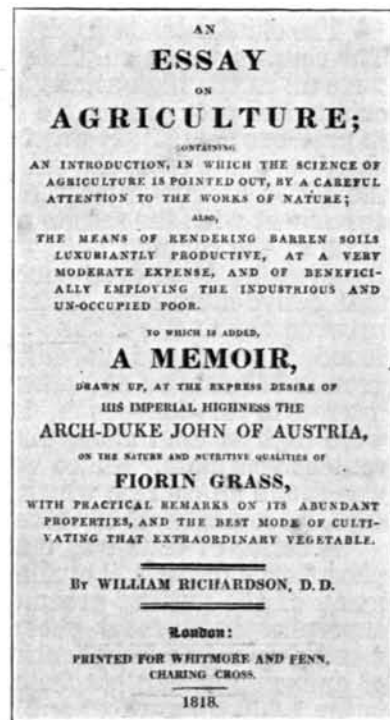 AN
ESSAY
ON
AGRICULTURE;
CONTAINING
AN INTRODUCTION, IN WHICH THE SCIENCE OF
AGRICULTURE IS POINTED OUT, BY A CAREFUL
ATTENTION TO THE WORKS OF NATURE;
ALSO,
THE MEANS OF RENDERING BARREN SOILS
LUXURIANTLY PRODUCTIVE, AT A VERY
MODERATE EXPENSE, AND OF BENEFICI-
ALLY EMPLOYING THE INDUSTRIOUS AND
UN-OCCUPIED POOR.
TO WHICH IS ADDED,
A MEMOIR,
DRAWN UP, AT THE EXPRESS DESIRE OF
HIS IMPERIAL HIGHNESS THE
ARCH-DUKE JOHN OF AUSTRIA,
ON THE NATURE AND NUTRITIVE QUALITIES OF
FIORIN GRASS,
WITH PRACTICAL REMARKS ON ITS ABUNDANT
PROPERTIES, AND THE BEST MODE OF CULTI-
VATING THAT EXTRAORDINARY VEGETABLE.
BY WILLIAM RICHARDSON, D. D.
London:
PRINTED FOR WHITMORE AND FENN,
CHARING CROSS.
1818.